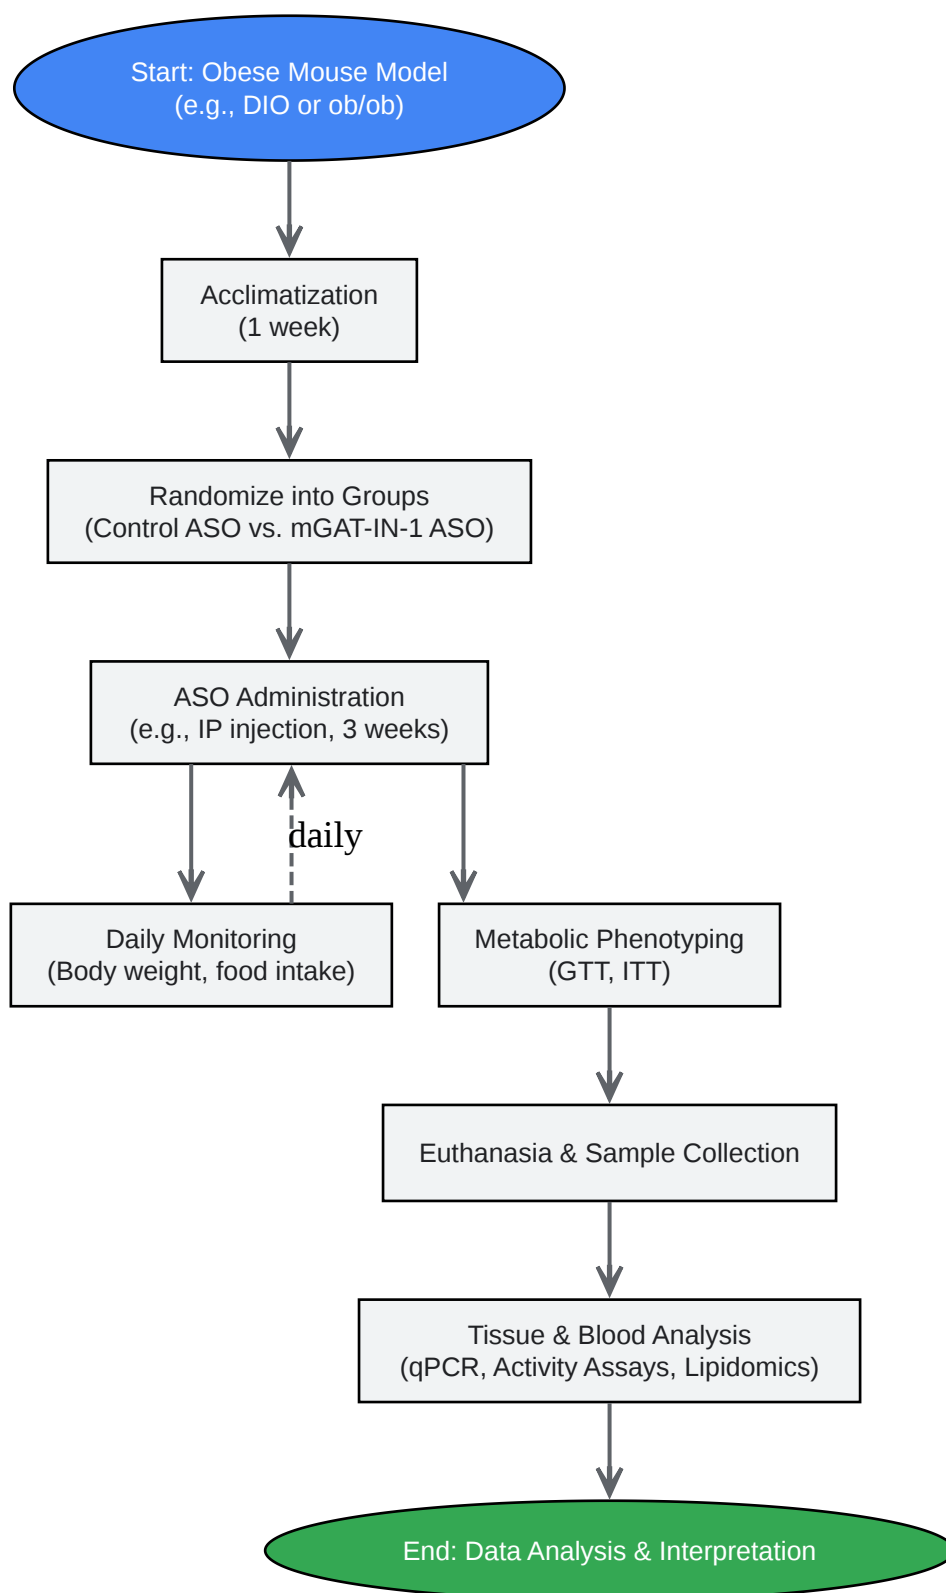 Start: Obese Mouse Model
(e.g., DIO or ob/ob)
Acclimatization
(1 week)
Randomize into Groups
(Control ASO vs. mGAT-IN-1 ASO)
ASO Administration
(e.g., IP injection, 3 weeks)
daily
Daily Monitoring
(Body weight, food intake)
Metabolic Phenotyping
(GTT, ITT)
Euthanasia & Sample Collection
Tissue & Blood Analysis
(qPCR, Activity Assays, Lipidomics)
End: Data Analysis & Interpretation